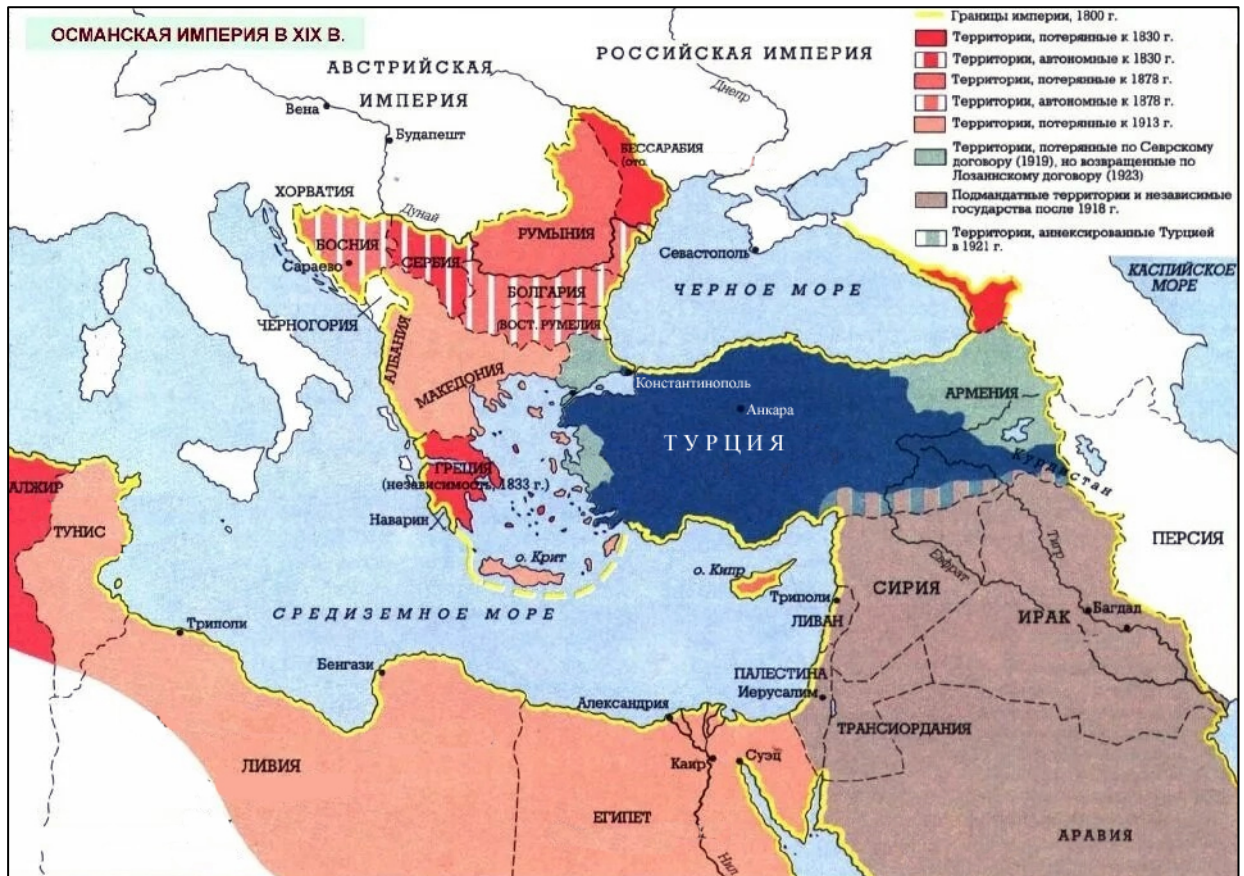 ОСМАНСКАЯ ИМПЕРИЯ В XIX В.
Границы империи, 1800 г.
Территории, потерянные к 1830 г.
Территории, автономные к 1830 г.
Территории, потерянные к 1878 г.
Территории, автономные к 1878 г.
Территории, потерянные к 1913 г.
Территории, потерянные по Севрскому
договору (1919), но возвращенные по
Лозаннскому договору (1923)
Подмандатные территории и независимые
государства после 1918 г.
Территории, аннексированные Турцией
в 1921 г.
РОССИЙСКАЯ ИМПЕРИЯ
АВСТРИЙСКАЯ
ИМПЕРИЯ
Днепр
Вена
Будапешт
БЕССАРАБИЯ
(ото.
ХОРВАТИЯ
Дунай
РУМЫНИЯ
БОСНИЯ
Сараево
СЕРБИЯ
Севастополь
КАСПИЙСКОЕ
МОРЕ
БОЛГАРИЯ
ЧЕРНОЕ МОРЕ
ЧЕРНОГОРИЯ
(ВОСТ. РУМЕЛИЯ
АЛБАНИЯ
МАКЕДОНИЯ
Константинополь
АРМЕНИЯ
Анкара
ТУРЦИЯ
Курдистан
ГРЕЦИЯ
(независимость, 1833 г.)
АЛЖИР
ТУНИС
Наварин
ПЕРСИЯ
о. Крит
о. Кипр
Евфрат
Тигр
СИРИЯ
Триполи
ЛИВАН
ИРАК
Багдад
СРЕДИЗЕМНОЕ МОРЕ
Триполи
Бенгази
ПАЛЕСТИНА
Иерусалим
Александрия
ТРАНСИОРДАНИЯ
ЛИВИЯ
Каир
Суэц
ЕГИПЕТ
АРАВИЯ
Нил